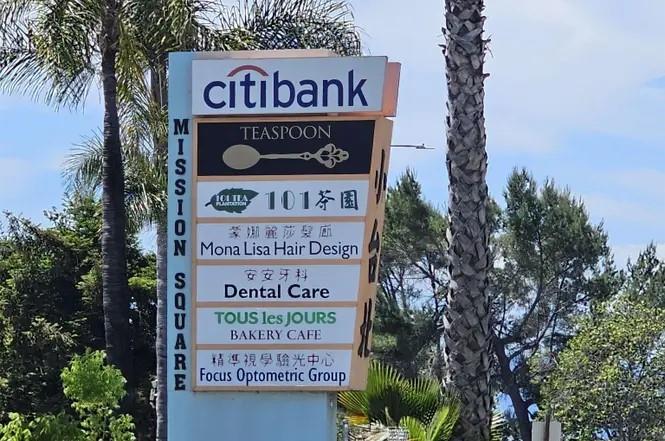 citibank
TEASPOON
101 TEA
PLANTATION
101茶園
蒙娜麗莎髮廊
Mona Lisa Hair Design
安安牙科
Dental Care
TOUS les JOURS
BAKERY CAFE
精準視學驗光中心
Focus Optometric Group
MISSION SQUARE
小台北